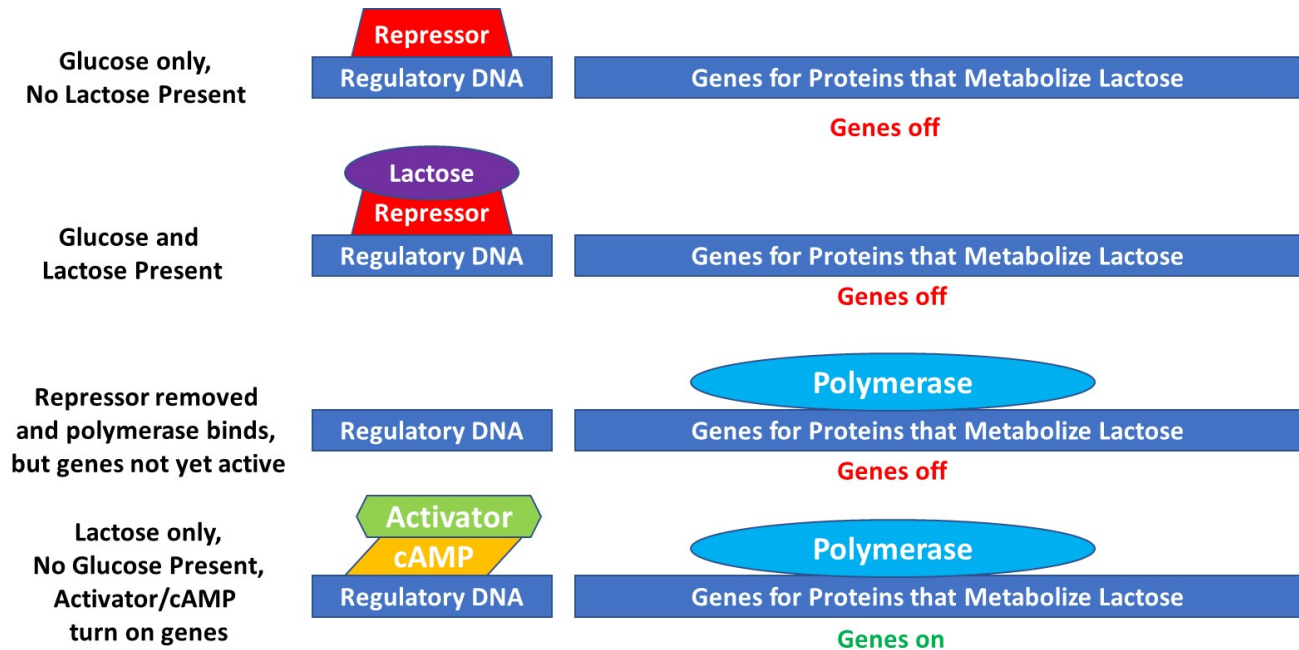 Glucose only,
No Lactose Present
Repressor
Regulatory DNA
Genes for Proteins that Metabolize Lactose
Genes off
Glucose and
Lactose Present
Lactose
Repressor
Regulatory DNA
Genes for Proteins that Metabolize Lactose
Genes off
Repressor removed
and polymerase binds,
but genes not yet active
Regulatory DNA
Polymerase
Genes for Proteins that Metabolize Lactose
Genes off
Lactose only,
No Glucose Present,
Activator/cAMP
turn on genes
Activator
cAMP
Regulatory DNA
Polymerase
Genes for Proteins that Metabolize Lactose
Genes on